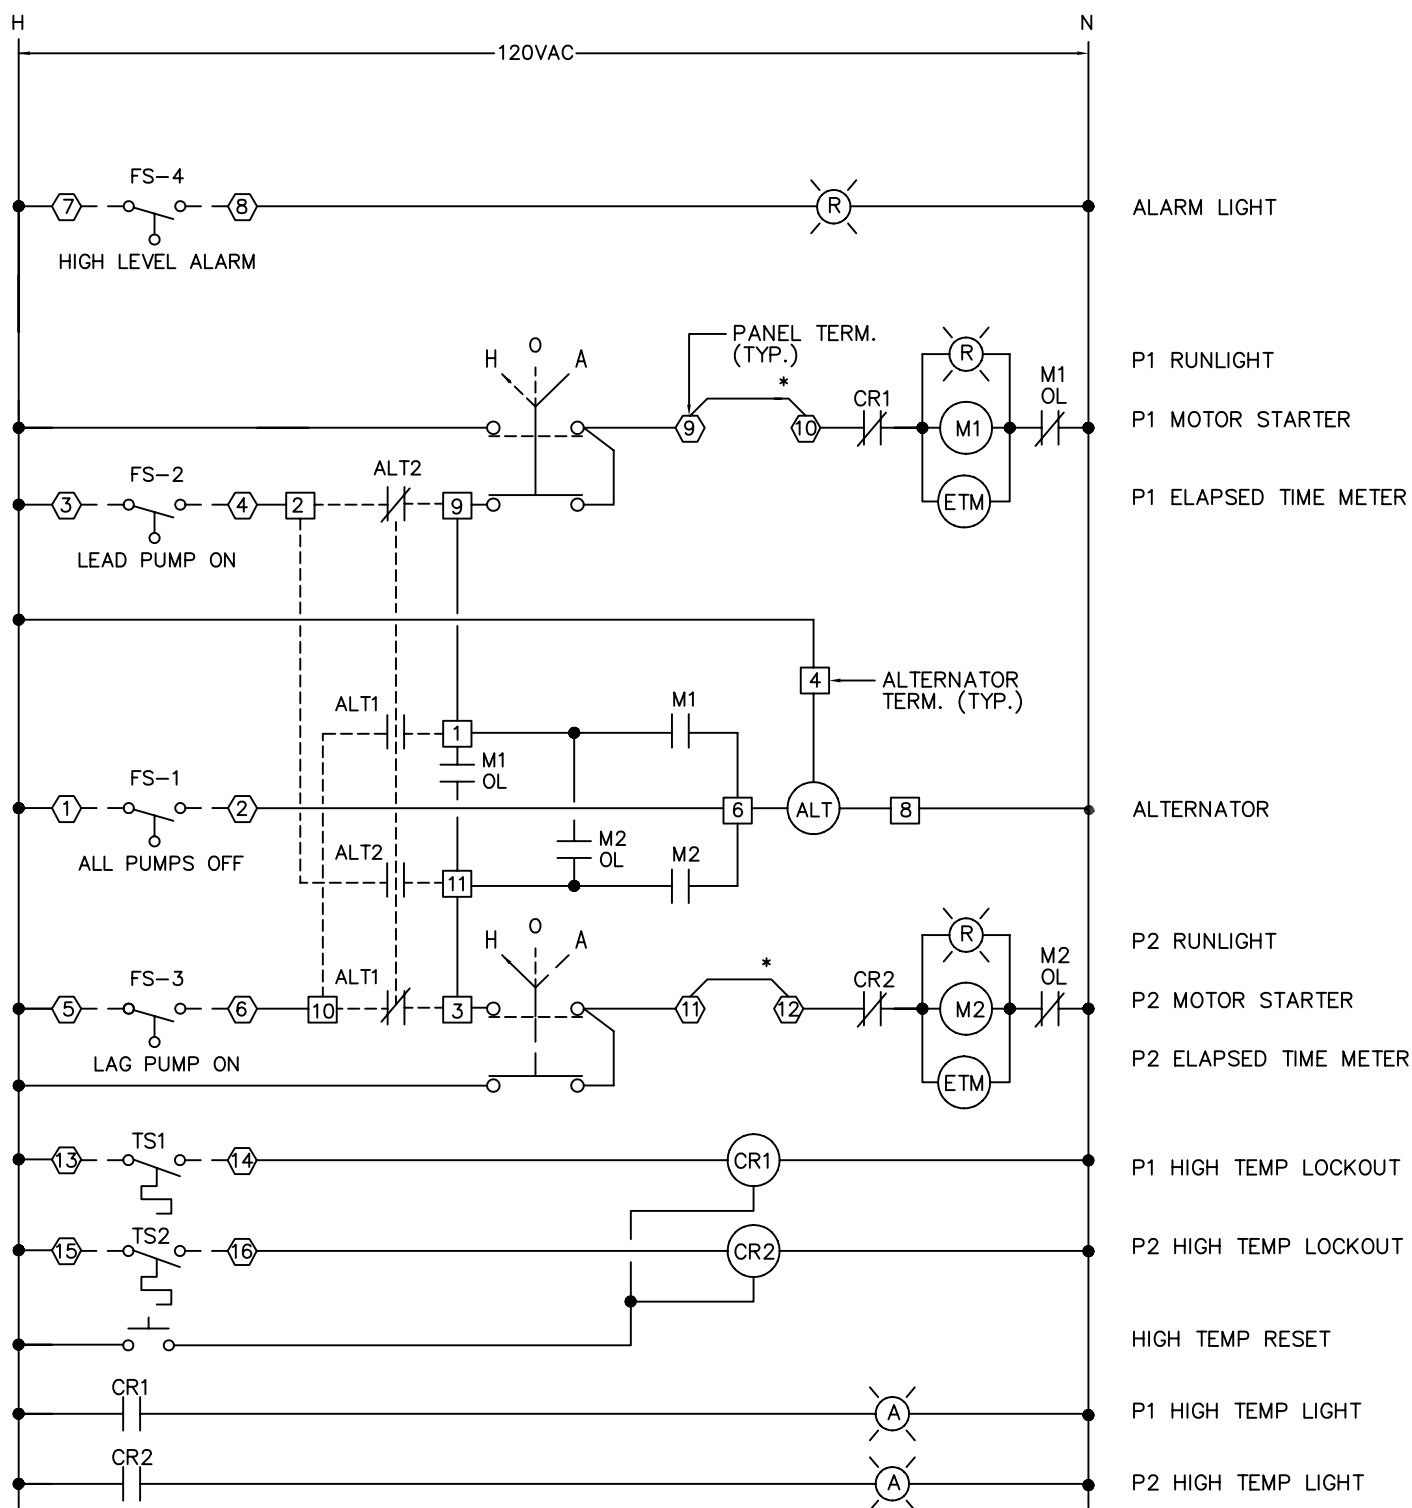 H
N
120VAC
FS-4
7
8
R
ALARM LIGHT
HIGH LEVEL ALARM
PANEL TERM.
(TYP.)
H O A
*
R
P1 RUNLIGHT
M1
OL
CR1
9
10
M1
P1 MOTOR STARTER
FS-2
ALT2
3
4
2
9
ETM
P1 ELAPSED TIME METER
LEAD PUMP ON
4
ALTERNATOR
TERM. (TYP.)
ALT1
M1
1
M1
OL
FS-1
1
2
6
ALT
8
ALTERNATOR
ALL PUMPS OFF
ALT2
M2
OL
M2
11
H O A
R
P2 RUNLIGHT
*
M2
OL
FS-3
ALT1
CR2
5
6
10
3
11
12
M2
P2 MOTOR STARTER
LAG PUMP ON
ETM
P2 ELAPSED TIME METER
TS1
13
14
CR1
P1 HIGH TEMP LOCKOUT
TS2
15
16
CR2
P2 HIGH TEMP LOCKOUT
HIGH TEMP RESET
CR1
A
P1 HIGH TEMP LIGHT
CR2
A
P2 HIGH TEMP LIGHT